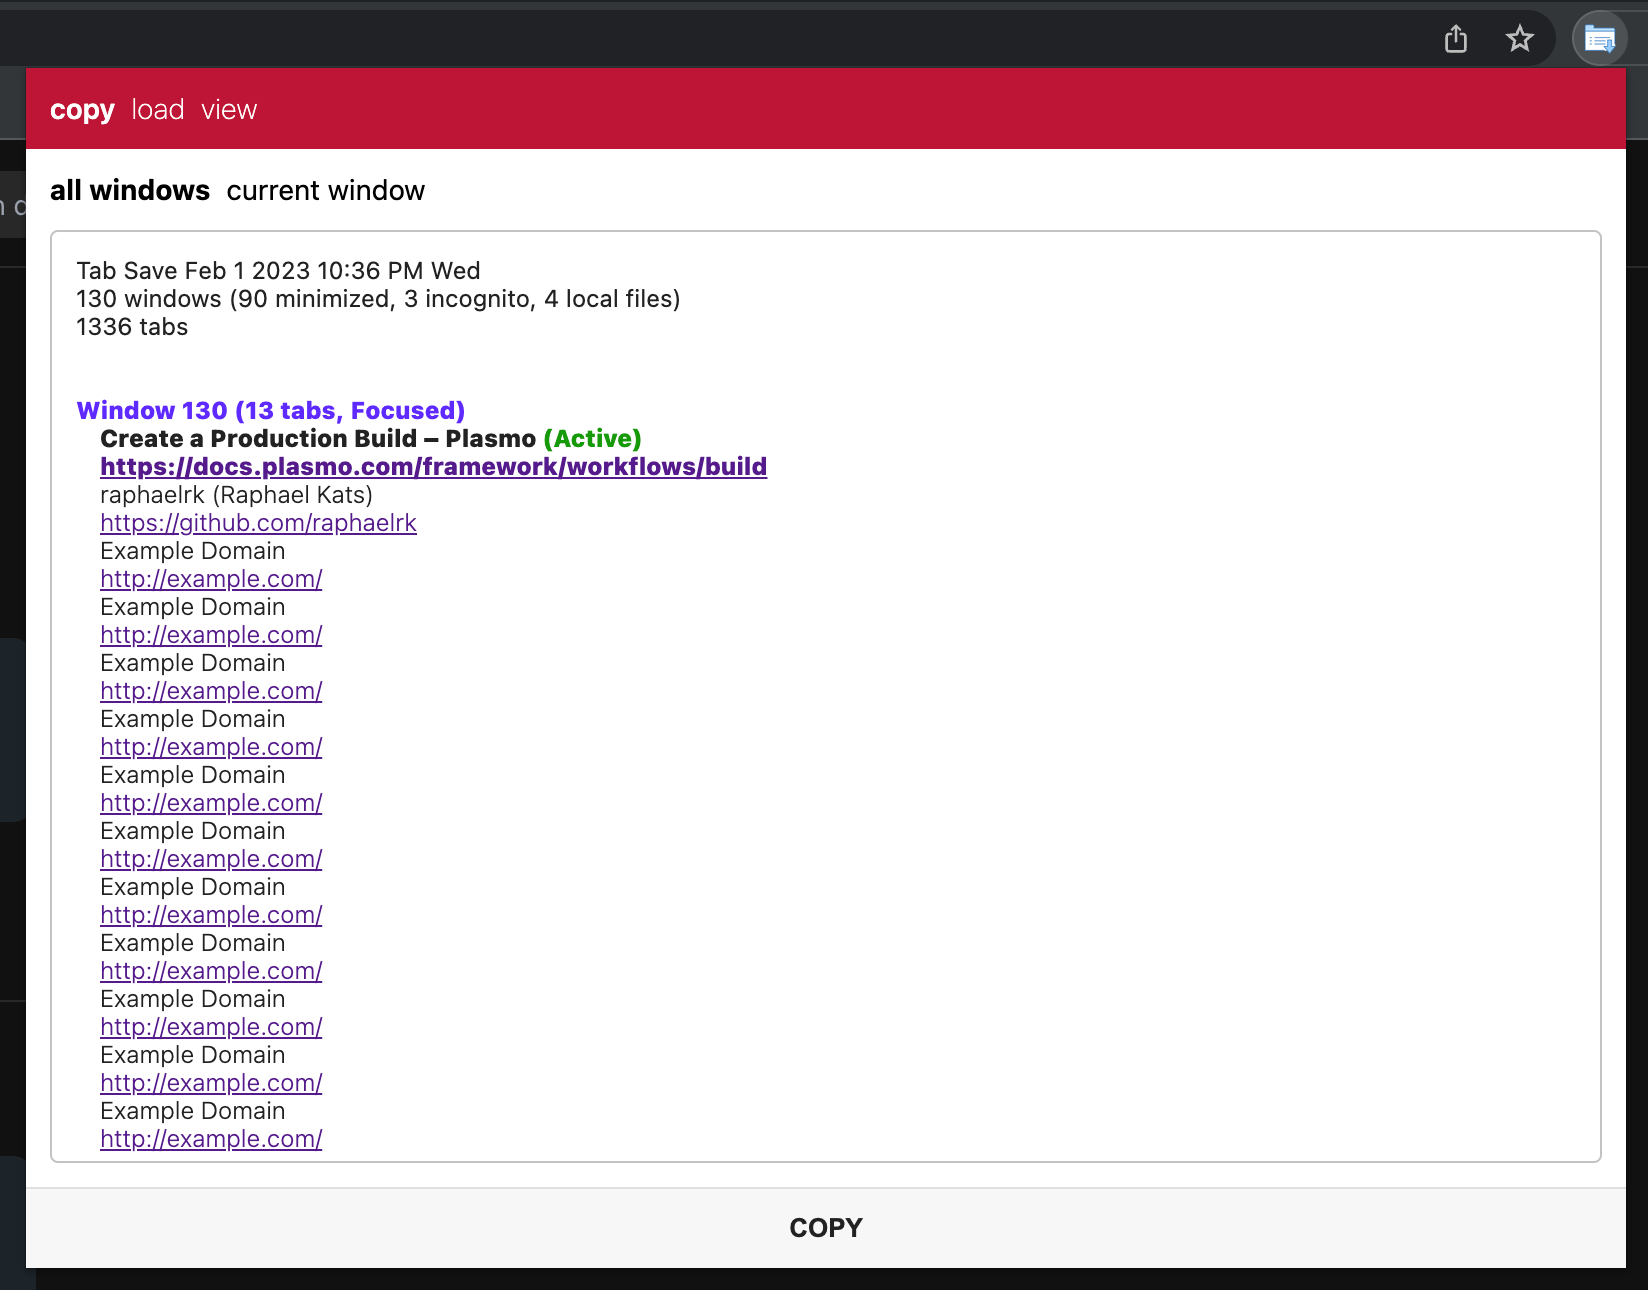 copy load view
all windows current window
Tab Save Feb 1 2023 10:36 PM Wed
130 windows (90 minimized, 3 incognito, 4 local files)
1336 tabs
Window 130 (13 tabs, Focused)
Create a Production Build – Plasmo (Active)
https://docs.plasmo.com/framework/workflows/build
raphaelrk (Raphael Kats)
https://github.com/raphaelrk
Example Domain
http://example.com/
Example Domain
http://example.com/
Example Domain
http://example.com/
Example Domain
http://example.com/
Example Domain
http://example.com/
Example Domain
http://example.com/
Example Domain
http://example.com/
Example Domain
http://example.com/
Example Domain
http://example.com/
Example Domain
http://example.com/
Example Domain
http://example.com/
COPY